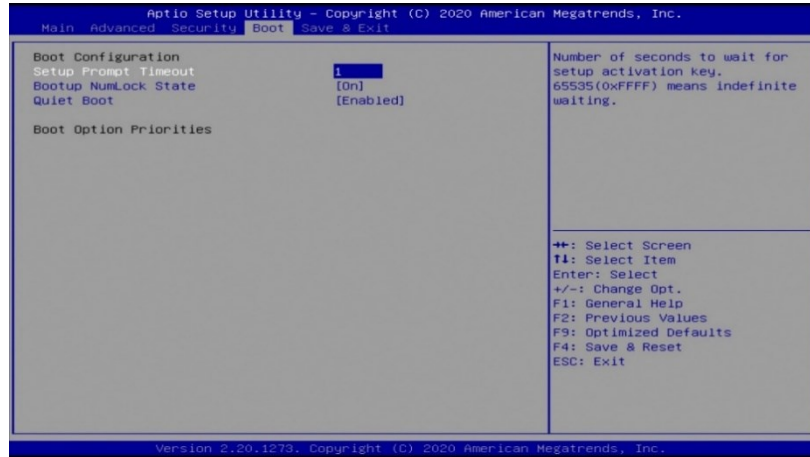 Aptio Setup Utility – Copyright (C) 2020 American Megatrends, Inc.
Main Advanced Security Boot Save & Exit
Boot Configuration
Setup Prompt Timeout 1
Bootup NumLock State [On]
Quiet Boot [Enabled]
Boot Option Priorities
Number of seconds to wait for
setup activation key.
65535(0xFFFF) means indefinite
waiting.
→←: Select Screen
↑↓: Select Item
Enter: Select
+/-: Change Opt.
F1: General Help
F2: Previous Values
F9: Optimized Defaults
F4: Save & Reset
ESC: Exit
Version 2.20.1273. Copyright (C) 2020 American Megatrends, Inc.